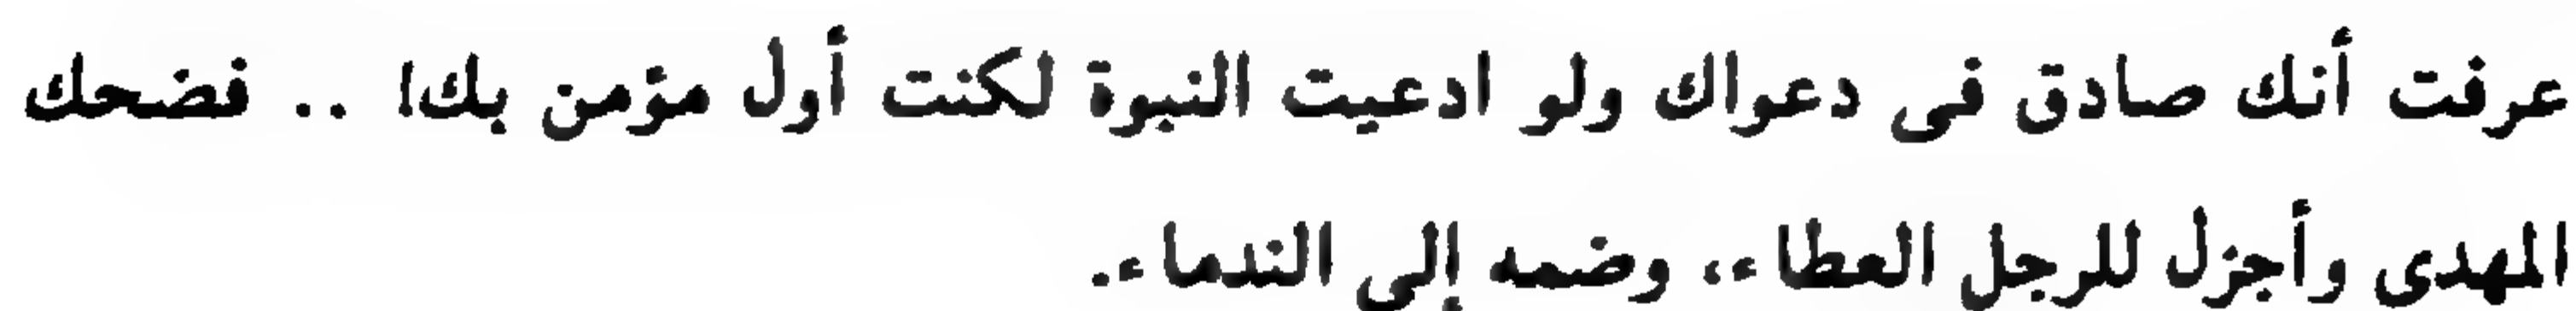 عرفت أنك صادق فى دعواك ولو ادعيت النبوة لكنت أول مؤمن بك! .. فضحك
المهدى وأجزل للرجل العطاء، وضمه إلى الندماء.